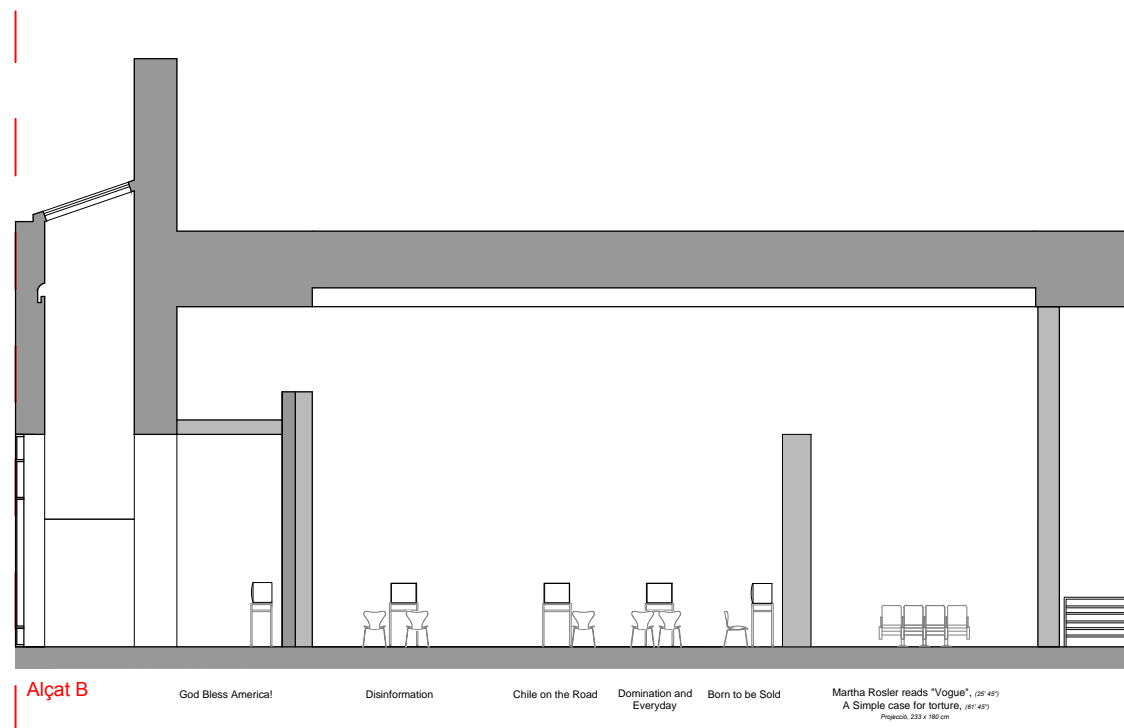 Alçat B
God Bless America!
Disinformation
Chile on the Road
Domination and
Everyday
Born to be Sold
Martha Rosler reads "Vogue", (25' 45")
A Simple case for torture, (61' 45")
Projecció, 233 x 180 cm